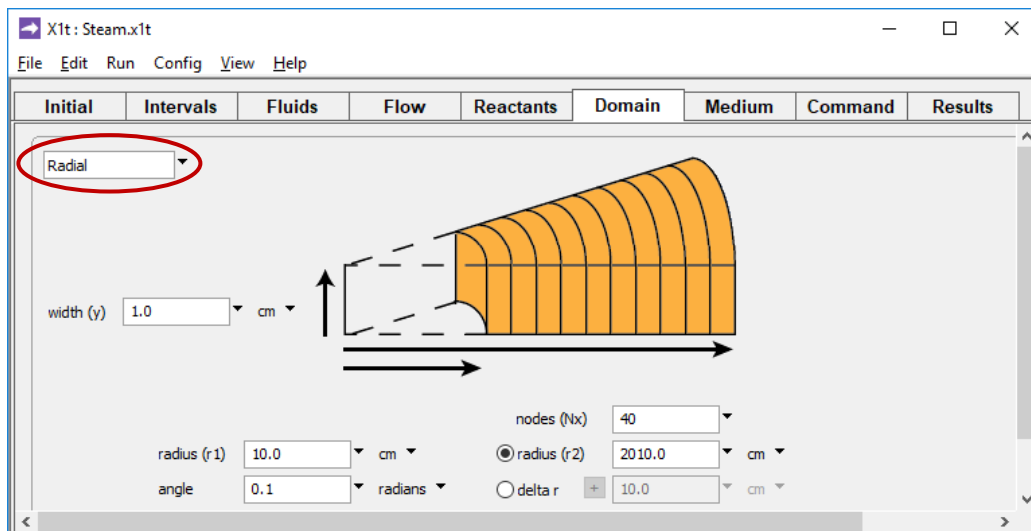 X1t : Steam.x1t
File Edit Run Config View Help
Initial Intervals Fluids Flow Reactants Domain Medium Command Results
Radial
width (y) 1.0 cm
nodes (Nx) 40
radius (r1) 10.0 cm radius (r2) 2010.0 cm
angle 0.1 radians delta r + 10.0 cm